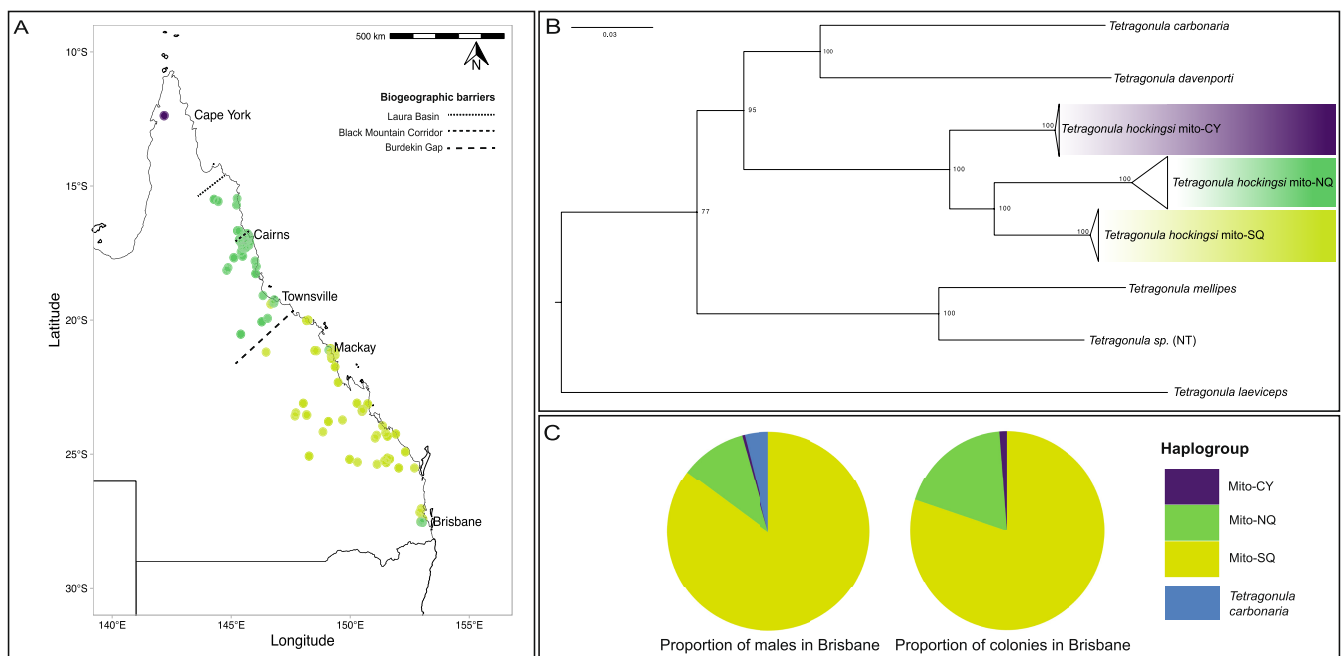 A
500 km
N
Biogeographic barriers
Laura Basin
Black Mountain Corridor
Burdekin Gap
Cape York
Cairns
Townsville
Mackay
Brisbane
10°S
15°S
20°S
25°S
30°S
Latitude
140°E
145°E
150°E
155°E
Longitude
B
0.03
Tetragonula carbonaria
100
Tetragonula davenporti
95
100 Tetragonula hockingsi mito-CY
100
100 Tetragonula hockingsi mito-NQ
100
100 Tetragonula hockingsi mito-SQ
77
Tetragonula mellipes
100
Tetragonula sp. (NT)
Tetragonula laeviceps
C
Proportion of males in Brisbane
Proportion of colonies in Brisbane
Haplogroup
Mito-CY
Mito-NQ
Mito-SQ
Tetragonula
carbonaria